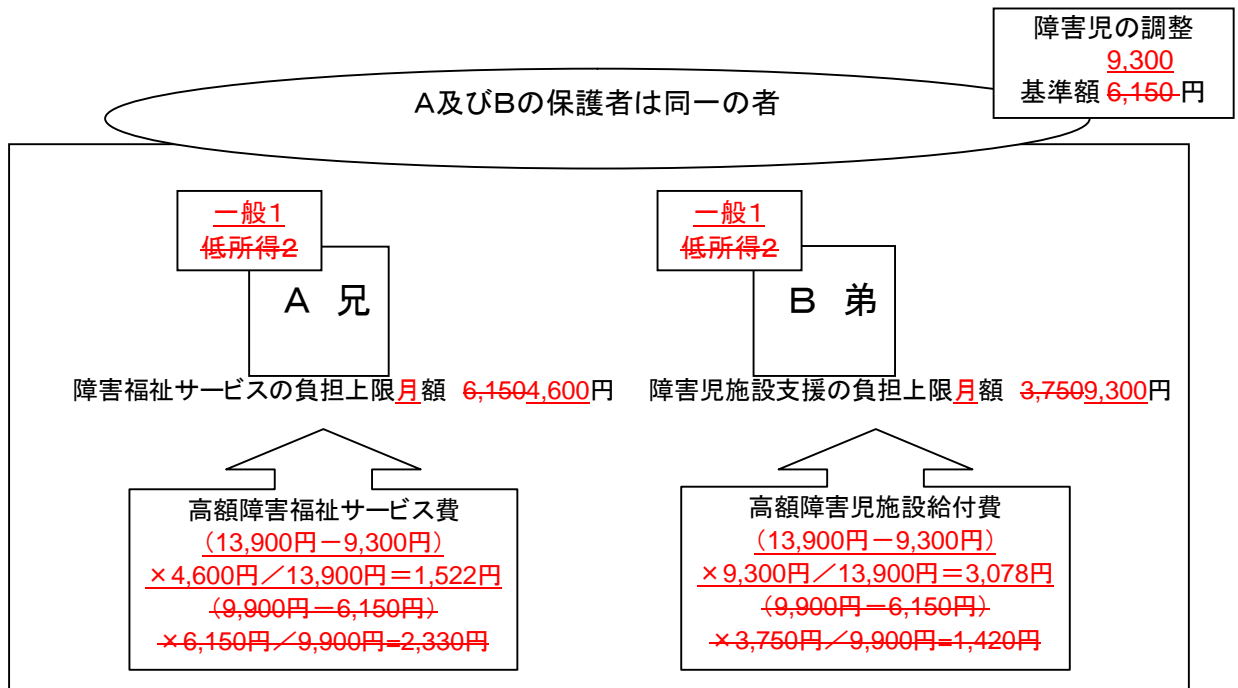 障害児の調整
9,300
基準額 6,150 円
A及びBの保護者は同一の者
一般1
低所得2
A 兄
障害福祉サービスの負担上限月額 6,1504,600円
高額障害福祉サービス費
(13,900円-9,300円)
×4,600円/13,900円=1,522円
(9,900円-6,150円)
×6,150円/9,900円=2,330円
一般1
低所得2
B 弟
障害児施設支援の負担上限月額 3,7509,300円
高額障害児施設給付費
(13,900円-9,300円)
×9,300円/13,900円=3,078円
(9,900円-6,150円)
×3,750円/9,900円=1,420円